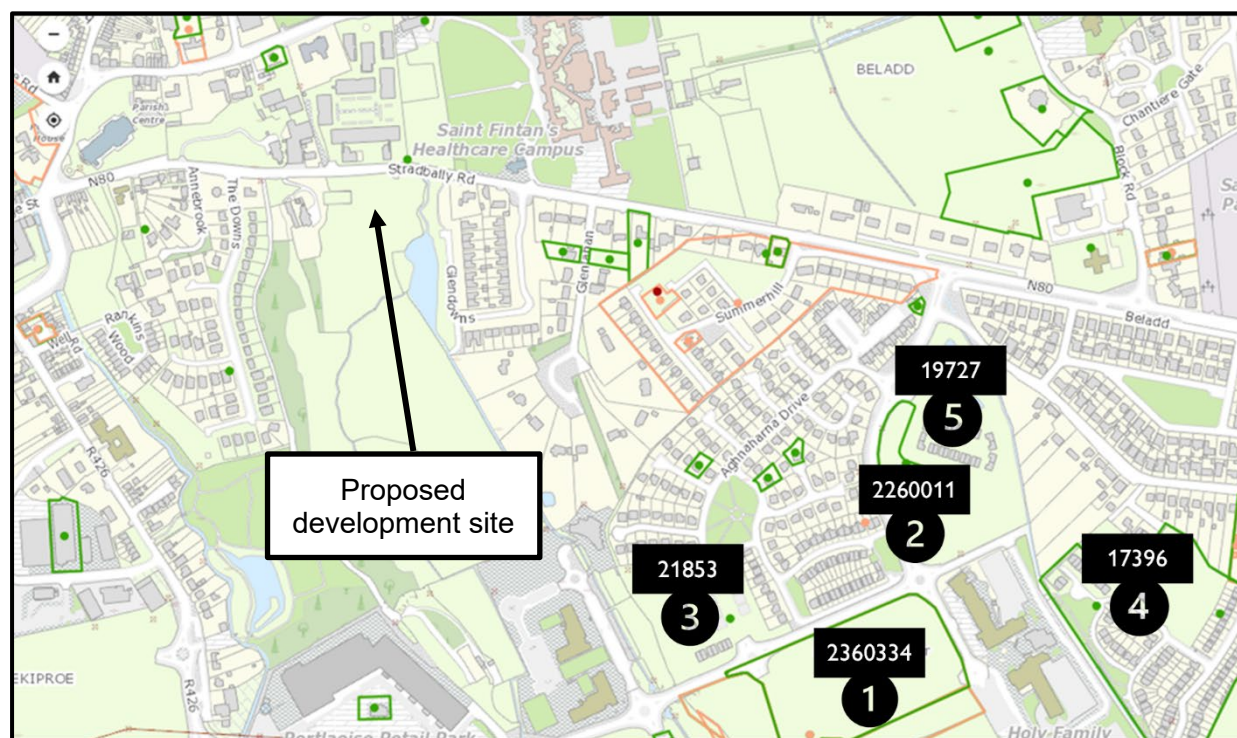 BELADD
Chantiere Gate
Parish
Centre
Saint Fintan's
Healthcare Campus
Block Rd
House
Stradbally Rd
N80
Annebrook
The Downs
Glendowns
Summerhill
N80
Beladd
Rankins
Wood
Well Rd
19727
5
Aghnaharna Drive
Proposed
development site
2260011
2
R426
21853
3
17396
4
2360334
1
EKIPROE
R426
Portlaoise Retail Park
Holy Family